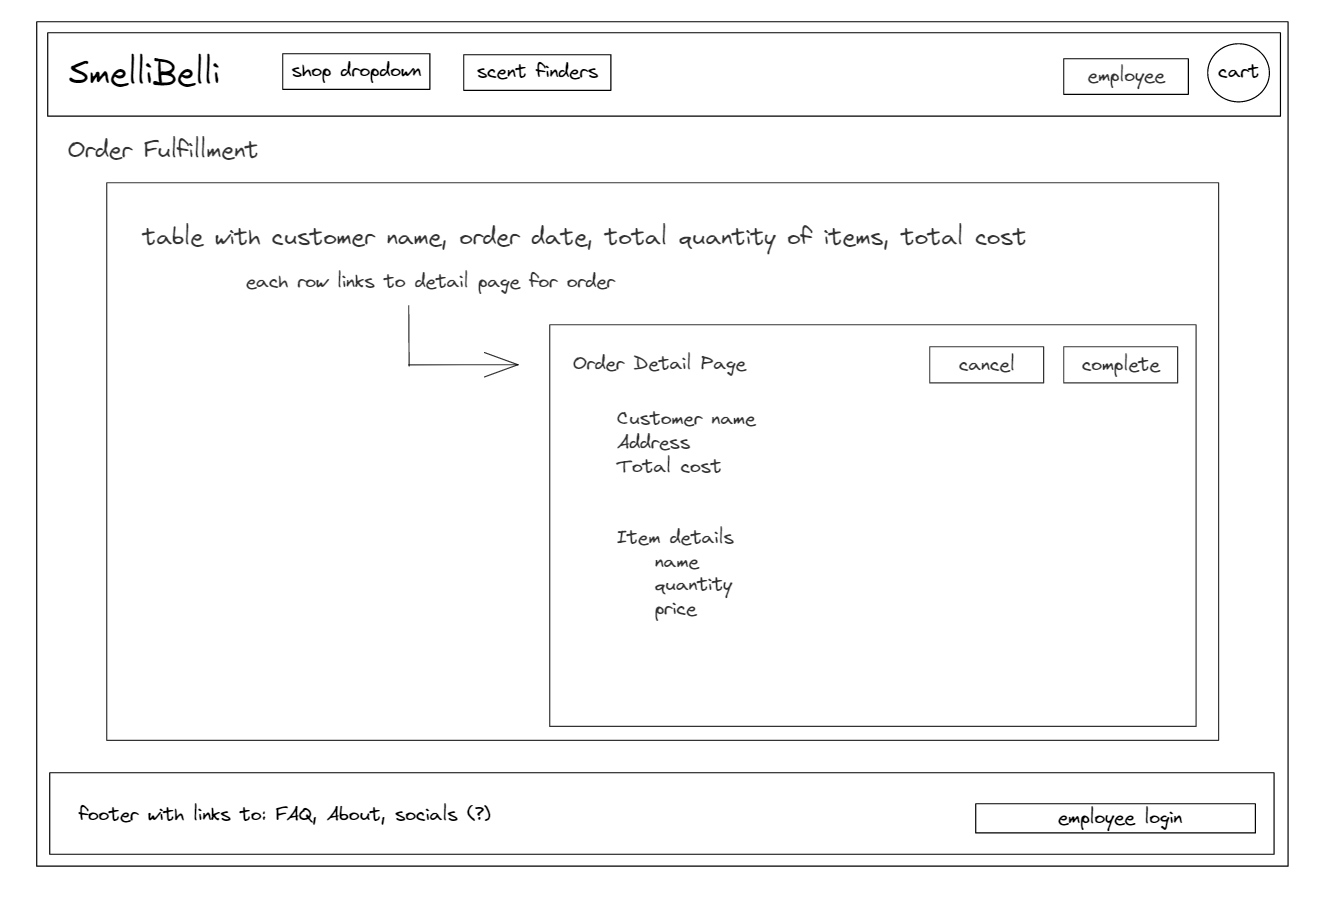 SmelliBelli
shop dropdown
scent finders
employee
cart
Order Fulfillment
table with customer name, order date, total quantity of items, total cost
each row links to detail page for order
Order Detail Page
cancel
complete
Customer name
Address
Total cost
Item details
name
quantity
price
footer with links to: FAQ, About, socials (?)
employee login